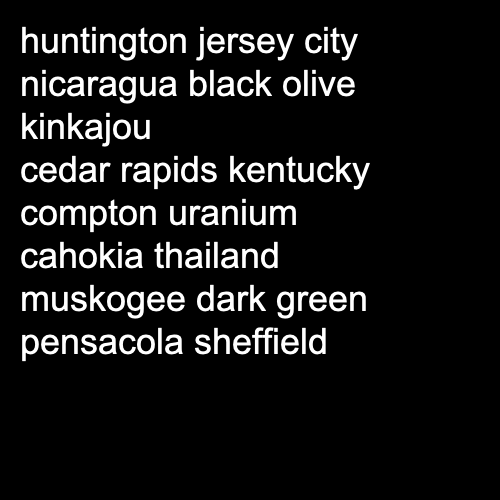 huntington jersey city
nicaragua black olive
kinkajou
cedar rapids kentucky
compton uranium
cahokia thailand
muskogee dark green
pensacola sheffield